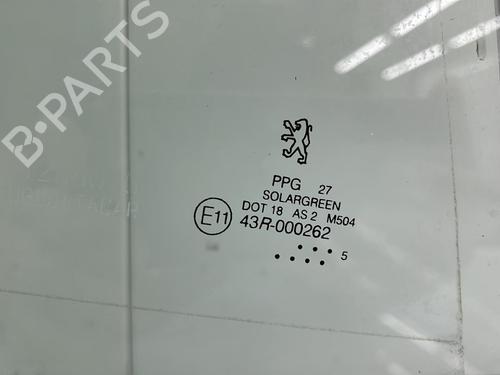 B-PARTS
PPG 27
SOLARGREEN
DOT 18 AS 2 M504
E11 43R-000262
5